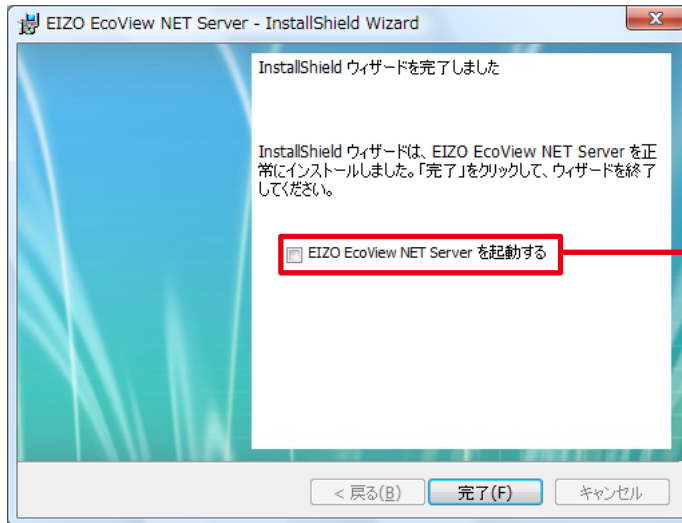 EIZO EcoView NET Server - InstallShield Wizard
InstallShield ウィザードを完了しました
InstallShield ウィザードは、EIZO EcoView NET Server を正
常にインストールしました。「完了」をクリックして、ウィザードを終了
してください。
EIZO EcoView NET Server を起動する
< 戻る(B) 完了(F) キャンセル